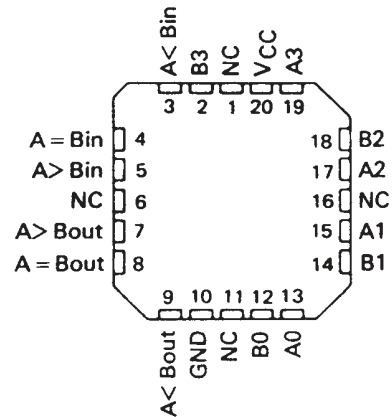 A< Bin
B3
NC
VCC
A3
3 2 1 20 19
A = Bin 4
A> Bin 5
NC 6
A> Bout 7
A = Bout 8
18 B2
17 A2
16 NC
15 A1
14 B1
9 10 11 12 13
A< Bout
GND
NC
B0
A0